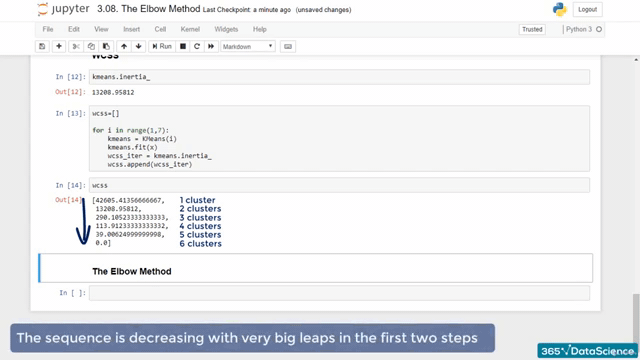 jupyter 3.08. The Elbow Method Last Checkpoint: a minute ago (unsaved changes) Logout
File Edit View Insert Cell Kernel Widgets Help Trusted Python 3
Run Markdown
WCSS
In [12] kmeans.inertia_
Out[12] 13208.95812
In [13] wcss=[]
for i in range(1,7):
kmeans = KMeans(i)
kmeans.fit(x)
wcss_iter = kmeans.inertia_
wcss.append(wcss_iter)
In [14] wcss
Out[14] [42605.41356666667, 1 cluster
13208.95812, 2 clusters
290.10523333333333, 3 clusters
113.91233333333332, 4 clusters
39.00624999999998, 5 clusters
0.0] 6 clusters
The Elbow Method
In [ ]
The sequence is decreasing with very big leaps in the first two steps
365 DataScience